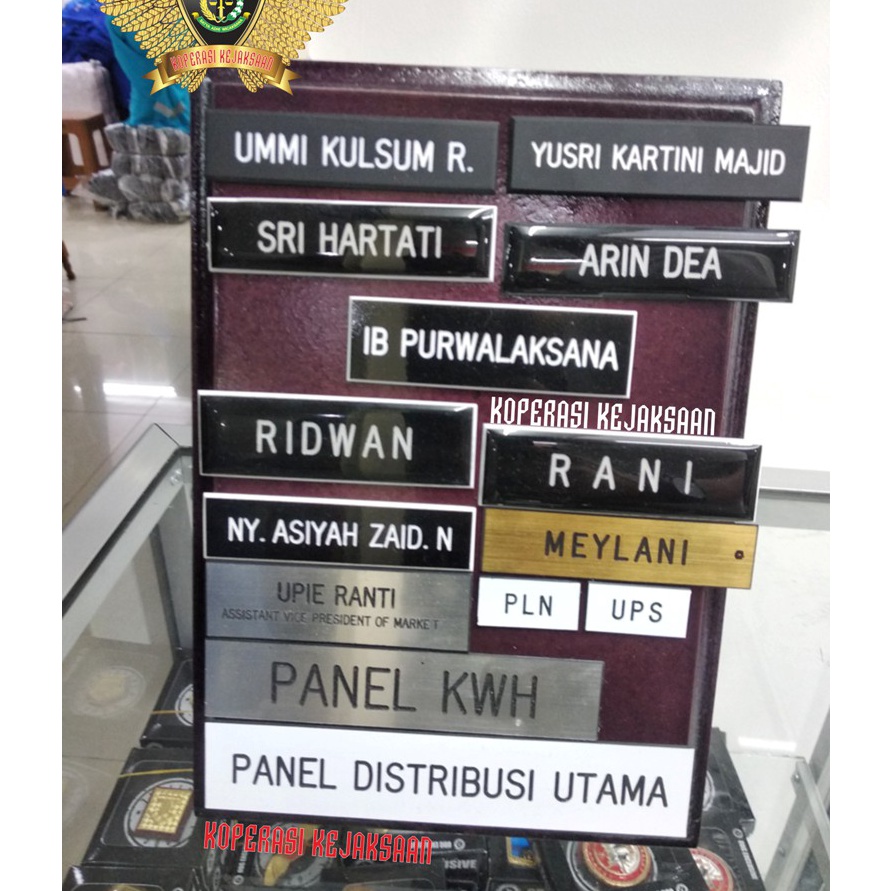 KOPERASI KEJAKSAAN
UMMI KULSUM R.
YUSRI KARTINI MAJID
SRI HARTATI
ARIN DEA
IB PURWALAKSANA
KOPERASI KEJAKSAAN
RIDWAN
RANI
NY. ASIYAH ZAID. N
MEYLANI
UPIE RANTI
ASSISTANT VICE PRESIDENT OF MARKET
PLN
UPS
PANEL KWH
PANEL DISTRIBUSI UTAMA
KOPERASI KEJAKSAAN